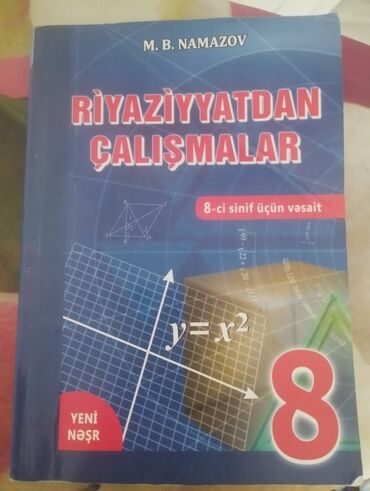 M. B. NAMAZOV
RİYAZİYYATDAN
ÇALIŞMALAR
8-ci sinif üçün vəsait
y=x²
YENİ
NƏŞR
8